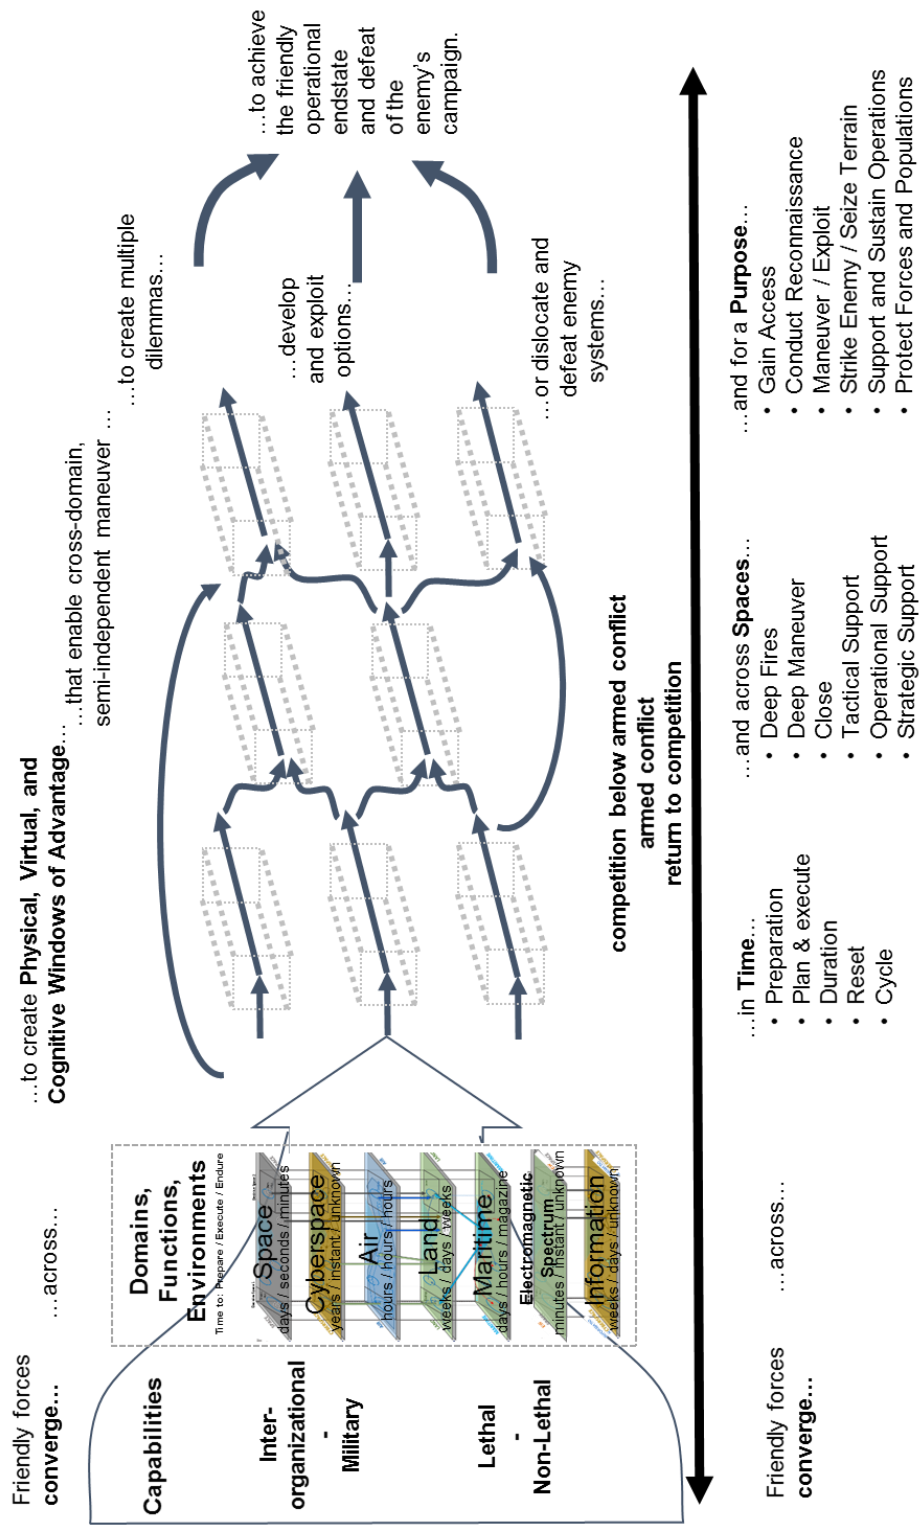 Friendly forces
converge…
…across…
…to create Physical, Virtual, and
Cognitive Windows of Advantage…
…that enable cross-domain,
semi-independent maneuver …
…to create multiple
dilemmas…
…develop
and exploit
options…
…or dislocate and
defeat enemy
systems…
…to achieve
the friendly
operational
endstate
and defeat
of the
enemy's
campaign.
Capabilities
Inter-
organizational
-
Military
Lethal
-
Non-Lethal
Domains,
Functions,
Environments
Time to: Prepare / Execute / Endure
Space
days / seconds / minutes
Cyberspace
years / instant / unknown
Air
hours / hours / hours
Land
weeks / days / weeks
Maritime
days / hours / magazine
Electromagnetic
Spectrum
minutes / instant / unknown
Information
weeks / days / unknown
competition below armed conflict
armed conflict
return to competition
Friendly forces
converge…
…across…
…in Time…
• Preparation
• Plan & execute
• Duration
• Reset
• Cycle
…and across Spaces…
• Deep Fires
• Deep Maneuver
• Close
• Tactical Support
• Operational Support
• Strategic Support
…and for a Purpose…
• Gain Access
• Conduct Reconnaissance
• Maneuver / Exploit
• Strike Enemy / Seize Terrain
• Support and Sustain Operations
• Protect Forces and Populations